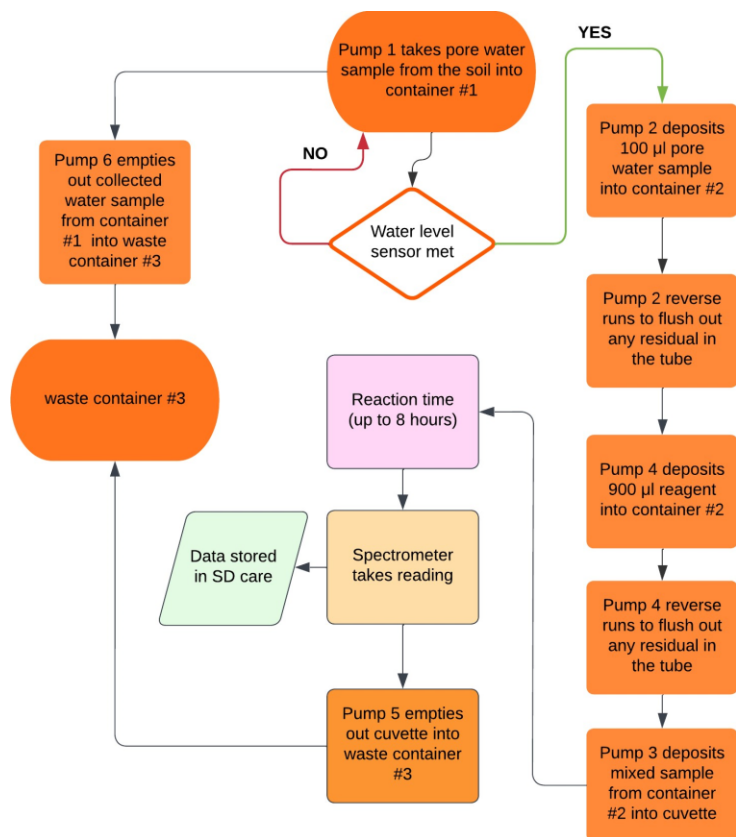 Pump 1 takes pore water
sample from the soil into
container #1
YES
NO
Water level
sensor met
Pump 6 empties
out collected
water sample
from container
#1 into waste
container #3
waste container #3
Pump 2 deposits
100 µl pore
water sample
into container #2
Pump 2 reverse
runs to flush out
any residual in
the tube
Pump 4 deposits
900 µl reagent
into container #2
Pump 4 reverse
runs to flush out
any residual in
the tube
Pump 3 deposits
mixed sample
from container
#2 into cuvette
Reaction time
(up to 8 hours)
Spectrometer
takes reading
Data stored
in SD care
Pump 5 empties
out cuvette into
waste container
#3